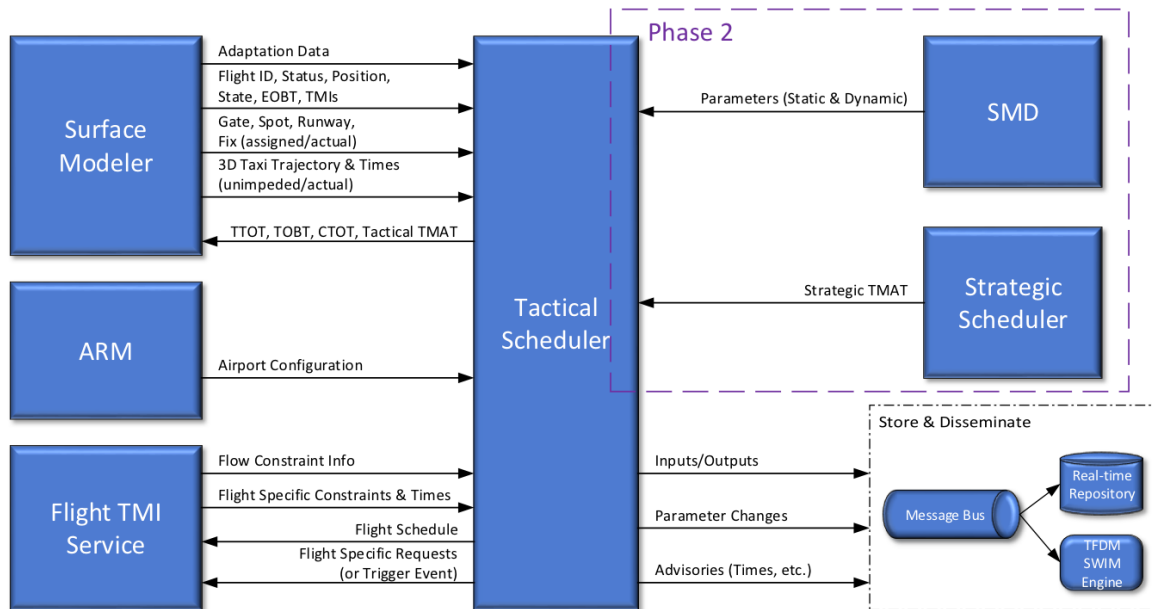 Phase 2
Surface
Modeler
Adaptation Data
Flight ID, Status, Position,
State, EOBT, TMIs
Gate, Spot, Runway,
Fix (assigned/actual)
3D Taxi Trajectory & Times
(unimpeded/actual)
TTOT, TOBT, CTOT, Tactical TMAT
Tactical
Scheduler
Parameters (Static & Dynamic)
SMD
Strategic TMAT
Strategic
Scheduler
ARM
Airport Configuration
Flight TMI
Service
Flow Constraint Info
Flight Specific Constraints & Times
Flight Schedule
Flight Specific Requests
(or Trigger Event)
Inputs/Outputs
Parameter Changes
Advisories (Times, etc.)
Store & Disseminate
Message Bus
Real-time
Repository
TFDM
SWIM
Engine